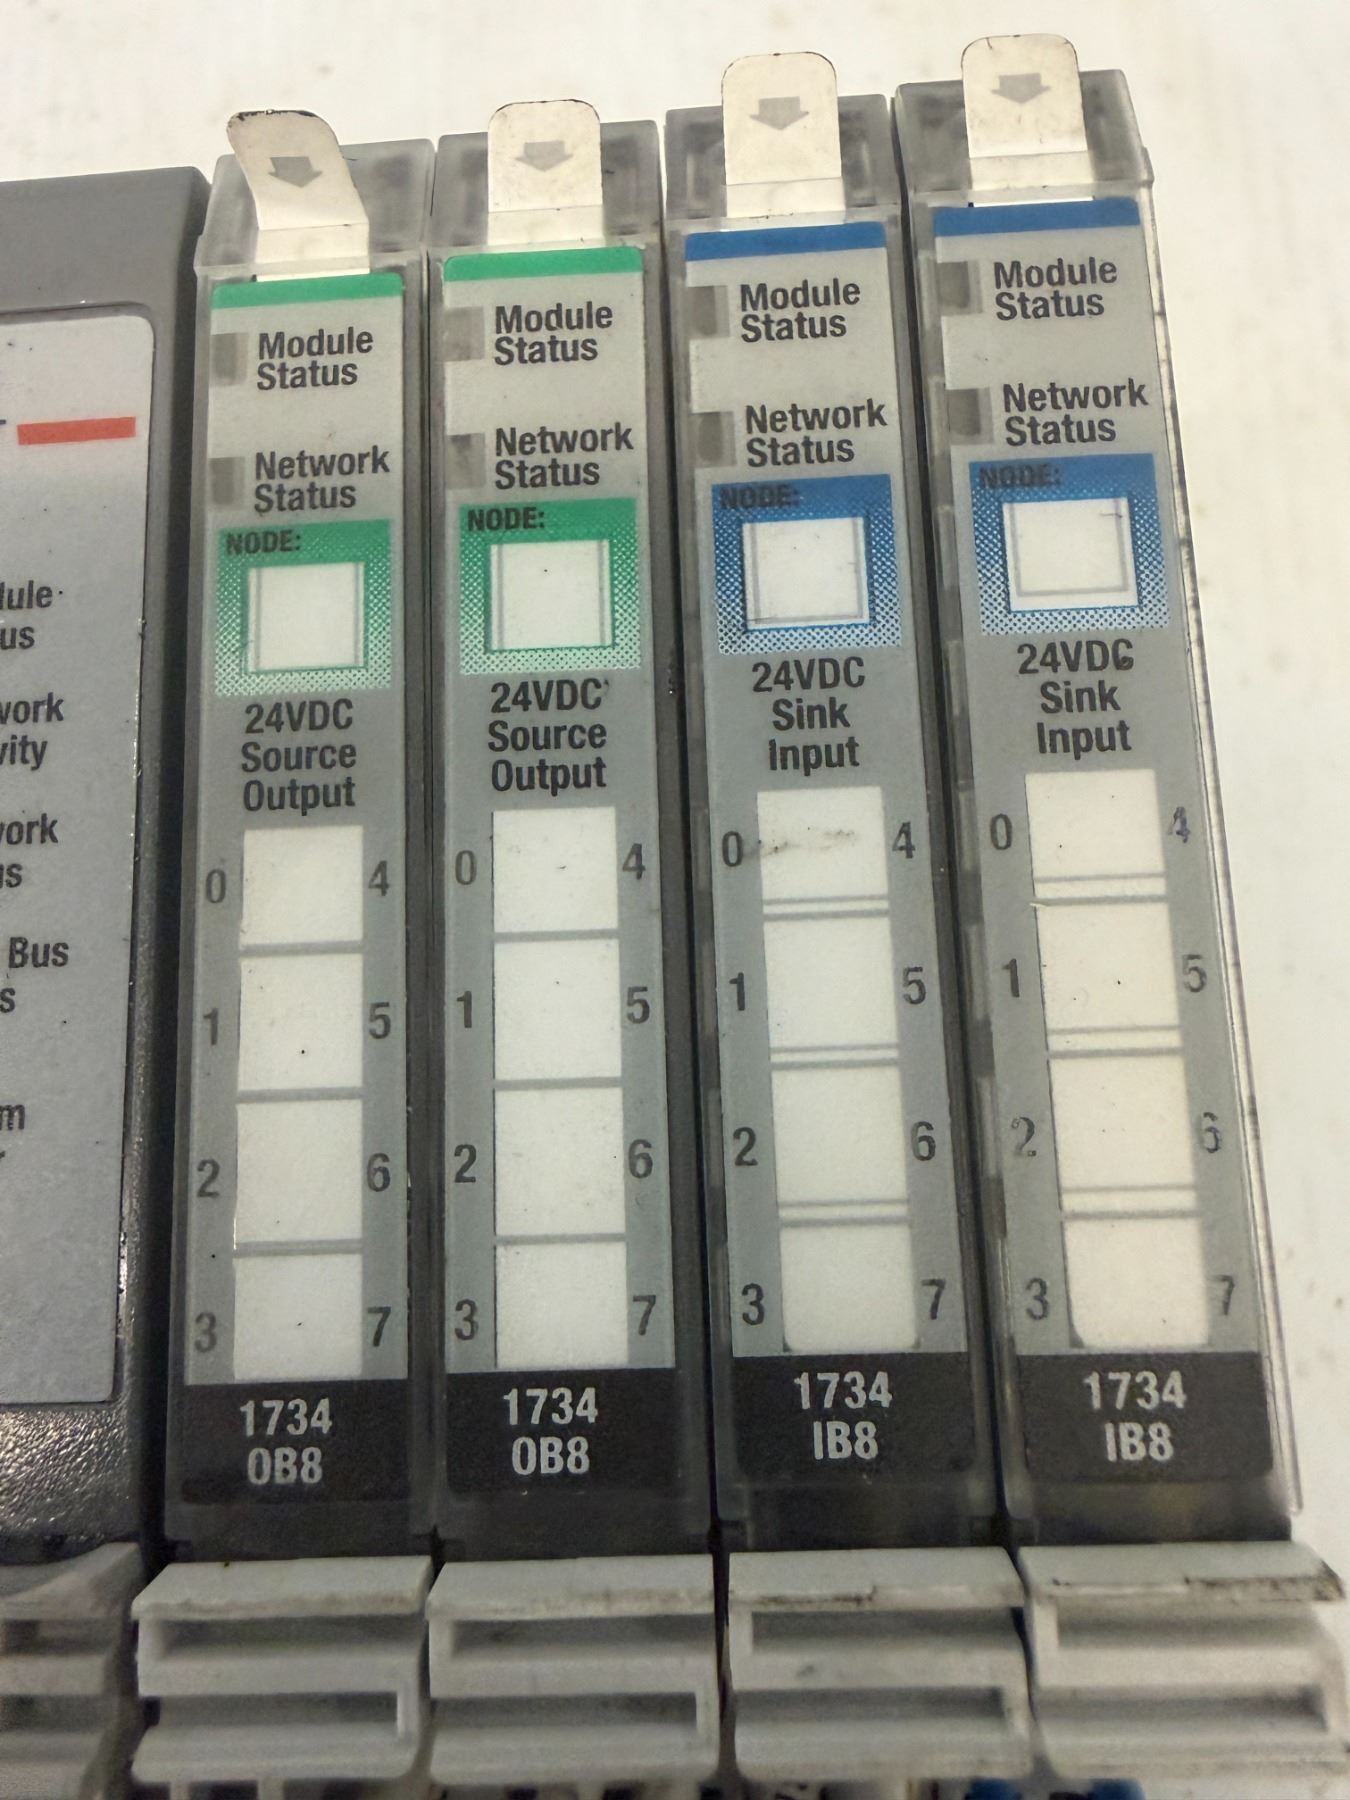 Bus
Module
Status
Network
Status
NODE:
24VDC
Source
Output
0 4
1 5
2 6
3 7
1734
OB8
Module
Status
Network
Status
NODE:
24VDC
Source
Output
0 4
1 5
2 6
3 7
1734
OB8
Module
Status
Network
Status
NODE:
24VDC
Sink
Input
0 4
1 5
2 6
3 7
1734
IB8
Module
Status
Network
Status
NODE:
24VDC
Sink
Input
0 4
1 5
2 6
3 7
1734
IB8